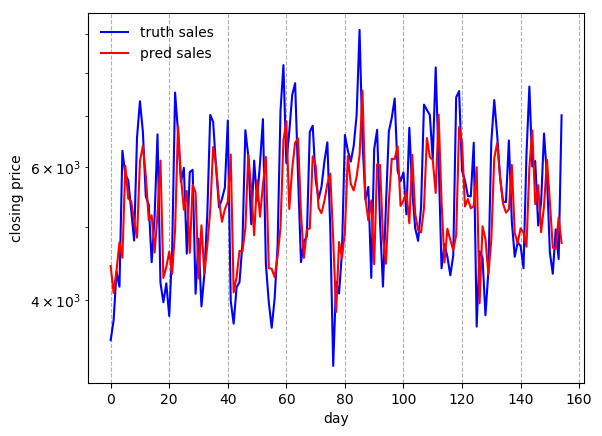 truth sales
pred sales
closing price
6 × 10³
4 × 10³
0 20 40 60 80 100 120 140 160
day